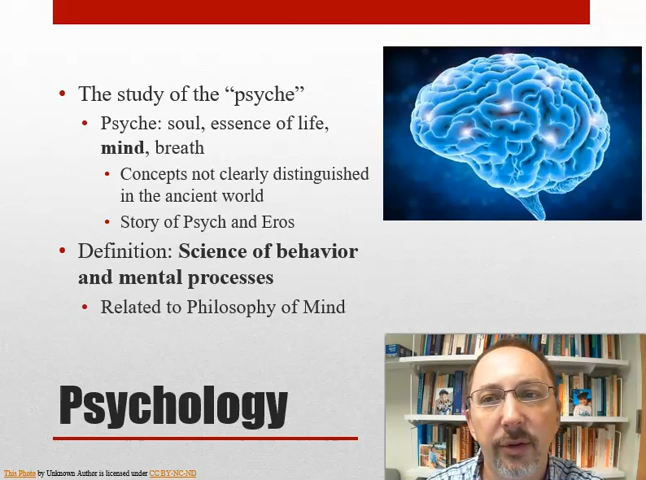 • The study of the “psyche”
• Psyche: soul, essence of life,
mind, breath
• Concepts not clearly distinguished
in the ancient world
• Story of Psych and Eros
• Definition: Science of behavior
and mental processes
• Related to Philosophy of Mind
Psychology
This Photo by Unknown Author is licensed under CC BY-NC-ND